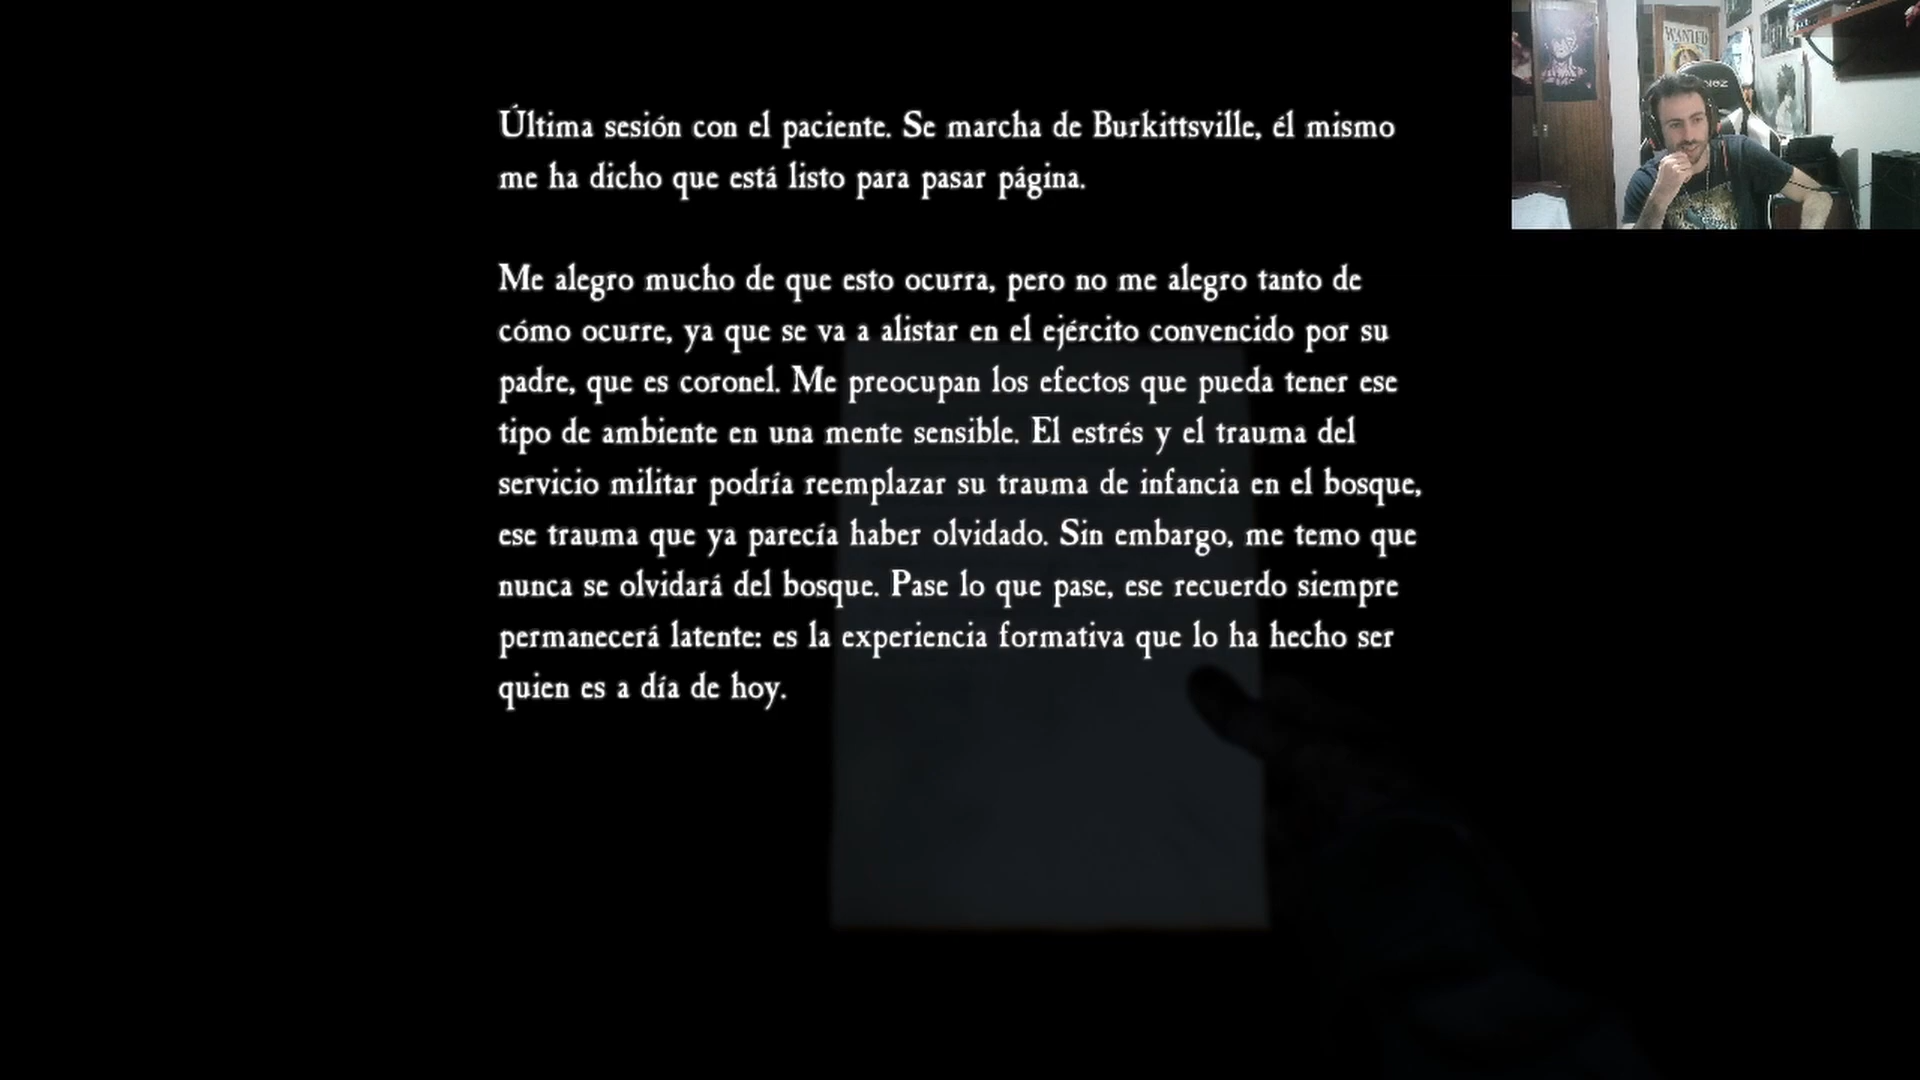 Última sesión con el paciente. Se marcha de Burkittsville, él mismo
me ha dicho que está listo para pasar página.
Me alegro mucho de que esto ocurra, pero no me alegro tanto de
cómo ocurre, ya que se va a alistar en el ejército convencido por su
padre, que es coronel. Me preocupan los efectos que pueda tener ese
tipo de ambiente en una mente sensible. El estrés y el trauma del
servicio militar podría reemplazar su trauma de infancia en el bosque,
ese trauma que ya parecía haber olvidado. Sin embargo, me temo que
nunca se olvidará del bosque. Pase lo que pase, ese recuerdo siempre
permanecerá latente: es la experiencia formativa que lo ha hecho ser
quien es a día de hoy.
WANTED